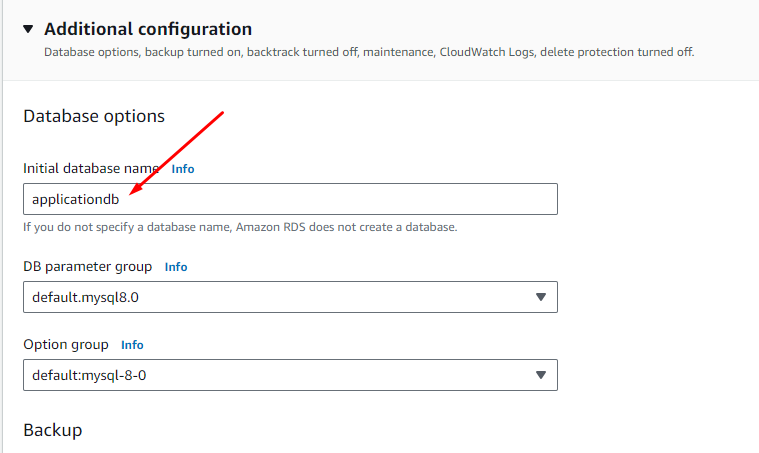 Additional configuration
Database options, backup turned on, backtrack turned off, maintenance, CloudWatch Logs, delete protection turned off.
Database options
Initial database name Info
applicationdb
If you do not specify a database name, Amazon RDS does not create a database.
DB parameter group Info
default.mysql8.0
Option group Info
default:mysql-8-0
Backup